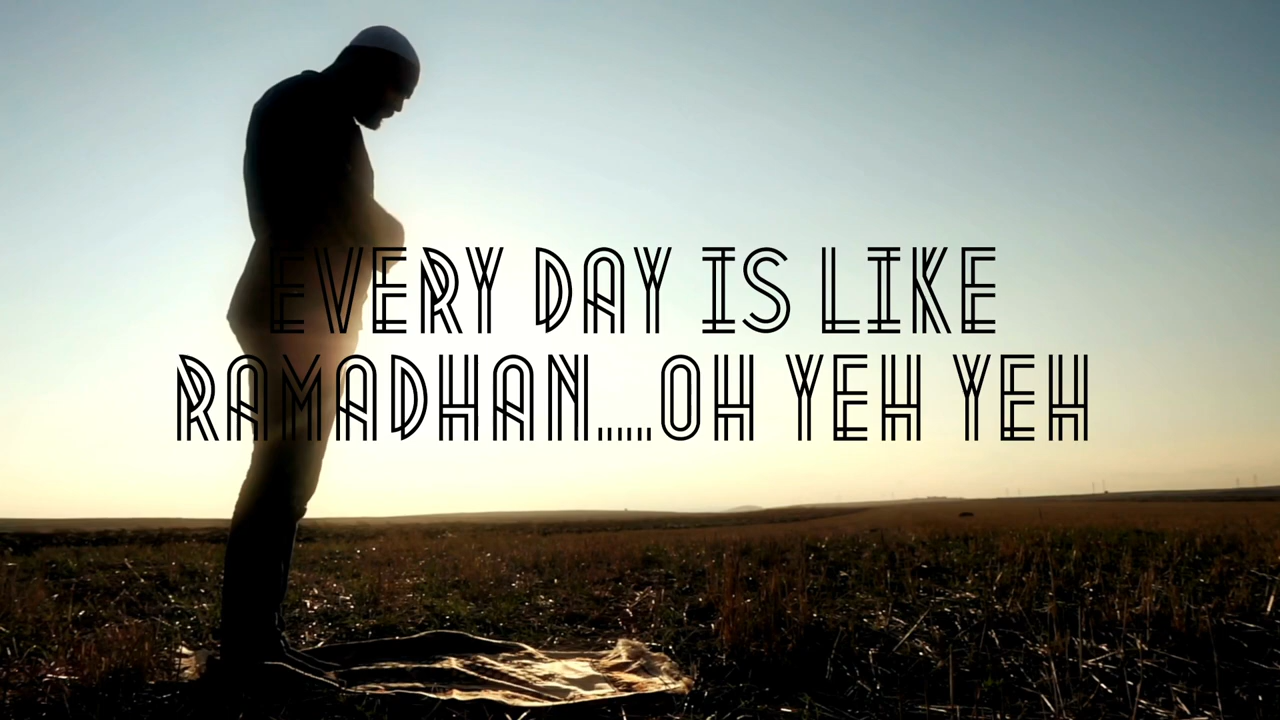 EVERY DAY IS LIKE
RAMADHAN......OH YEH YEH